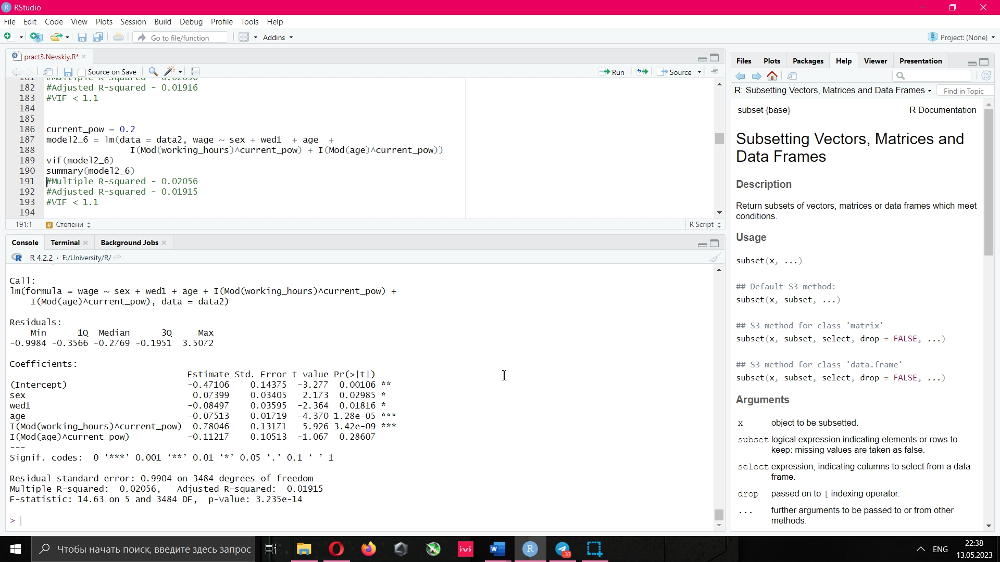 RStudio
File Edit Code View Plots Session Build Debug Profile Tools Help
Go to file/function
Addins
Project: (None)
pract3.Nevskiy.R*
Source on Save
Run
Source
182 #Adjusted R-squared - 0.01916
183 #VIF < 1.1
184
185
186 current_pow = 0.2
187 model2_6 = lm(data = data2, wage ~ sex + wed1 + age +
188 I(Mod(working_hours)^current_pow) + I(Mod(age)^current_pow))
189 vif(model2_6)
190 summary(model2_6)
191 #Multiple R-squared - 0.02056
192 #Adjusted R-squared - 0.01915
193 #VIF < 1.1
194
191:1 # Степени R Script
Console Terminal Background Jobs
R 4.2.2 · E:/University/R/
Call:
lm(formula = wage ~ sex + wed1 + age + I(Mod(working_hours)^current_pow) +
I(Mod(age)^current_pow), data = data2)
Residuals:
Min 1Q Median 3Q Max
-0.9984 -0.3566 -0.2769 -0.1951 3.5072
Coefficients:
Estimate Std. Error t value Pr(>|t|)
(Intercept) -0.47106 0.14375 -3.277 0.00106 **
sex 0.07399 0.03405 2.173 0.02985 *
wed1 -0.08497 0.03595 -2.364 0.01816 *
age -0.07513 0.01719 -4.370 1.28e-05 ***
I(Mod(working_hours)^current_pow) 0.78046 0.13171 5.926 3.42e-09 ***
I(Mod(age)^current_pow) -0.11217 0.10513 -1.067 0.28607
---
Signif. codes: 0 ‘***’ 0.001 ‘**’ 0.01 ‘*’ 0.05 ‘.’ 0.1 ‘ ’ 1
Residual standard error: 0.9904 on 3484 degrees of freedom
Multiple R-squared: 0.02056, Adjusted R-squared: 0.01915
F-statistic: 14.63 on 5 and 3484 DF, p-value: 3.235e-14
>
Files Plots Packages Help Viewer Presentation
R: Subsetting Vectors, Matrices and Data Frames
Find in Topic
subset {base} R Documentation
Subsetting Vectors, Matrices and
Data Frames
Description
Return subsets of vectors, matrices or data frames which meet
conditions.
Usage
subset(x, ...)
## Default S3 method:
subset(x, subset, ...)
## S3 method for class 'matrix'
subset(x, subset, select, drop = FALSE, ...)
## S3 method for class 'data.frame'
subset(x, subset, select, drop = FALSE, ...)
Arguments
x object to be subsetted.
subset logical expression indicating elements or rows to
keep: missing values are taken as false.
select expression, indicating columns to select from a data
frame.
drop passed on to [ indexing operator.
... further arguments to be passed to or from other
methods.
Чтобы начать поиск, введите здесь запрос
ivi
W
R
33
ENG
22:38
13.05.2023